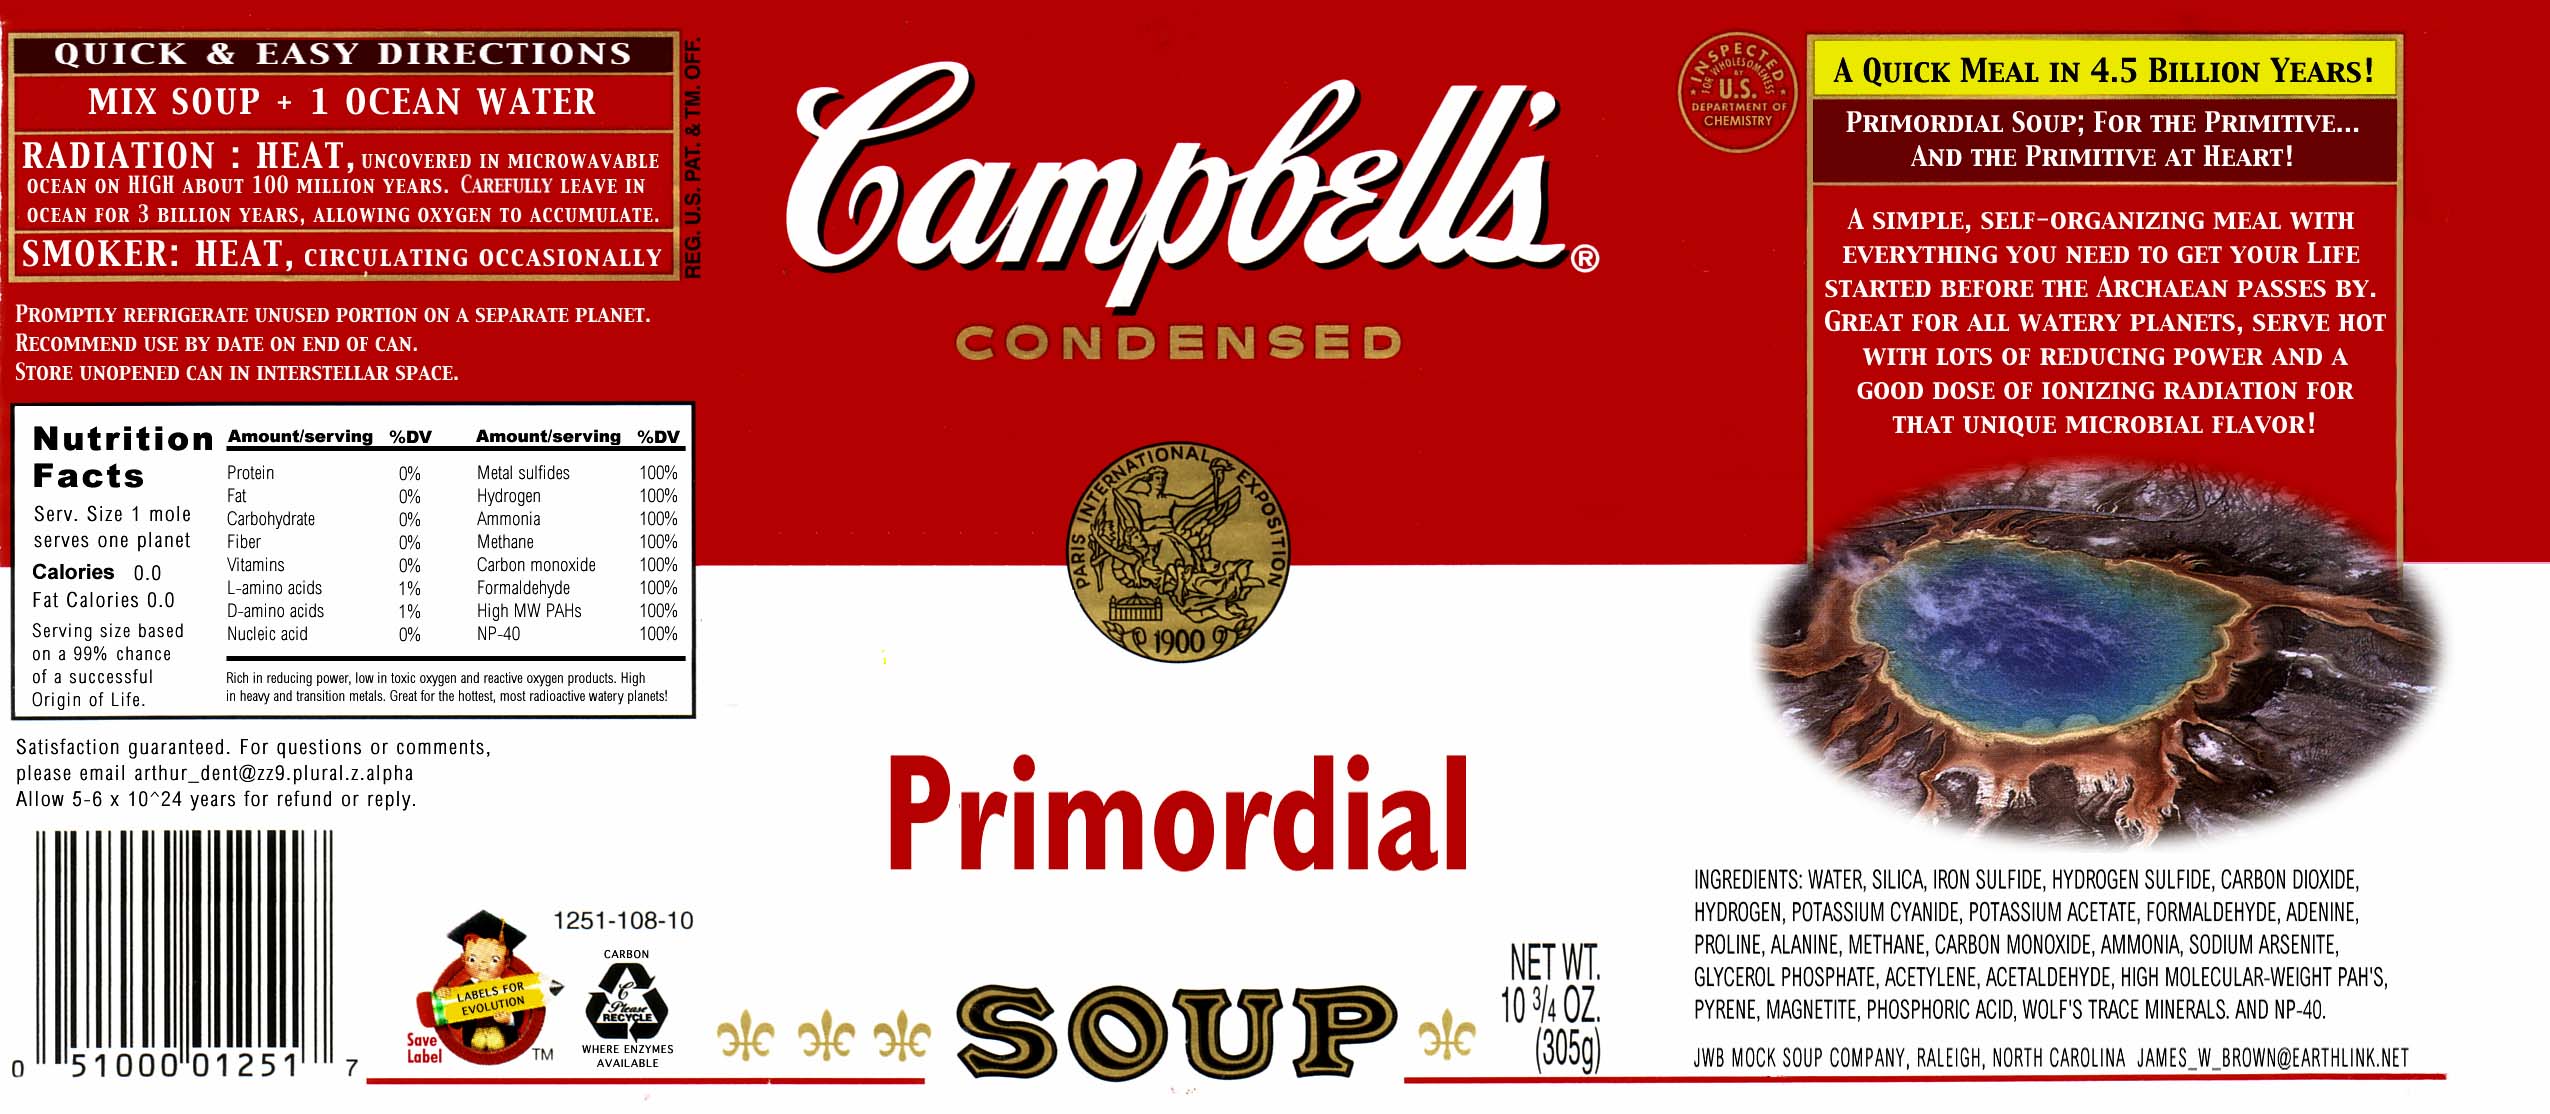 QUICK & EASY DIRECTIONS
MIX SOUP + 1 OCEAN WATER
RADIATION : HEAT, UNCOVERED IN MICROWAVABLE
OCEAN ON HIGH ABOUT 100 MILLION YEARS. CAREFULLY LEAVE IN
OCEAN FOR 3 BILLION YEARS, ALLOWING OXYGEN TO ACCUMULATE.
SMOKER: HEAT, CIRCULATING OCCASIONALLY
REG. U.S. PAT. & TM. OFF.
PROMPTLY REFRIGERATE UNUSED PORTION ON A SEPARATE PLANET.
RECOMMEND USE BY DATE ON END OF CAN.
STORE UNOPENED CAN IN INTERSTELLAR SPACE.
Nutrition
Facts
Serv. Size 1 mole
serves one planet
Calories 0.0
Fat Calories 0.0
Serving size based
on a 99% chance
of a successful
Origin of Life.
Amount/serving %DV Amount/serving %DV
Protein 0% Metal sulfides 100%
Fat 0% Hydrogen 100%
Carbohydrate 0% Ammonia 100%
Fiber 0% Methane 100%
Vitamins 0% Carbon monoxide 100%
L-amino acids 1% Formaldehyde 100%
D-amino acids 1% High MW PAHs 100%
Nucleic acid 0% NP-40 100%
Rich in reducing power, low in toxic oxygen and reactive oxygen products. High
in heavy and transition metals. Great for the hottest, most radioactive watery planets!
Satisfaction guaranteed. For questions or comments,
please email arthur_dent@zz9.plural.z.alpha
Allow 5-6 x 10^24 years for refund or reply.
0 51000 01251 7
Save
Label
LABELS FOR
EVOLUTION
TM
1251-108-10
CARBON
C
Please
RECYCLE
WHERE ENZYMES
AVAILABLE
Campbell's®
CONDENSED
PARIS INTERNATIONAL EXPOSITION
1900
Primordial
SOUP
NET WT.
10 3/4 OZ.
(305g)
INSPECTED
FOR WHOLESOMENESS
BY
U.S.
DEPARTMENT OF
CHEMISTRY
A QUICK MEAL IN 4.5 BILLION YEARS!
PRIMORDIAL SOUP; FOR THE PRIMITIVE...
AND THE PRIMITIVE AT HEART!
A SIMPLE, SELF-ORGANIZING MEAL WITH
EVERYTHING YOU NEED TO GET YOUR LIFE
STARTED BEFORE THE ARCHAEAN PASSES BY.
GREAT FOR ALL WATERY PLANETS, SERVE HOT
WITH LOTS OF REDUCING POWER AND A
GOOD DOSE OF IONIZING RADIATION FOR
THAT UNIQUE MICROBIAL FLAVOR!
INGREDIENTS: WATER, SILICA, IRON SULFIDE, HYDROGEN SULFIDE, CARBON DIOXIDE,
HYDROGEN, POTASSIUM CYANIDE, POTASSIUM ACETATE, FORMALDEHYDE, ADENINE,
PROLINE, ALANINE, METHANE, CARBON MONOXIDE, AMMONIA, SODIUM ARSENITE,
GLYCEROL PHOSPHATE, ACETYLENE, ACETALDEHYDE, HIGH MOLECULAR-WEIGHT PAH'S,
PYRENE, MAGNETITE, PHOSPHORIC ACID, WOLF'S TRACE MINERALS. AND NP-40.
JWB MOCK SOUP COMPANY, RALEIGH, NORTH CAROLINA JAMES_W_BROWN@EARTHLINK.NET